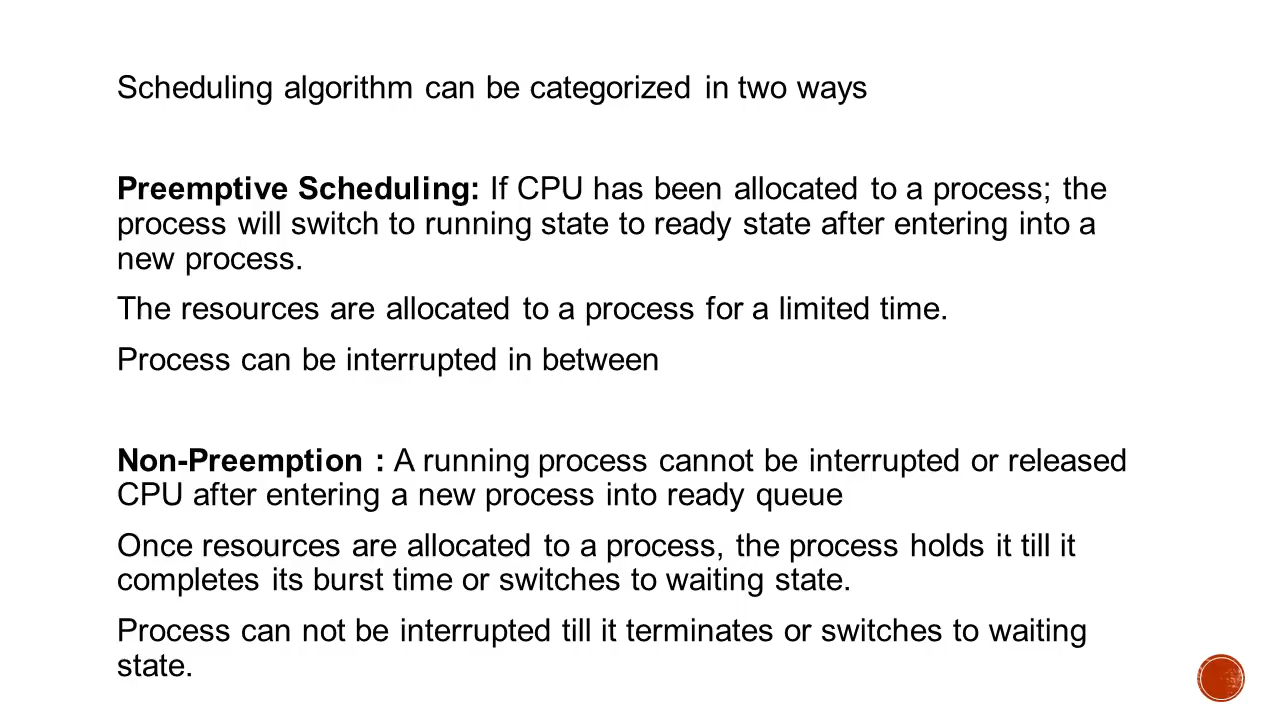 Scheduling algorithm can be categorized in two ways
Preemptive Scheduling: If CPU has been allocated to a process; the
process will switch to running state to ready state after entering into a
new process.
The resources are allocated to a process for a limited time.
Process can be interrupted in between
Non-Preemption : A running process cannot be interrupted or released
CPU after entering a new process into ready queue
Once resources are allocated to a process, the process holds it till it
completes its burst time or switches to waiting state.
Process can not be interrupted till it terminates or switches to waiting
state.